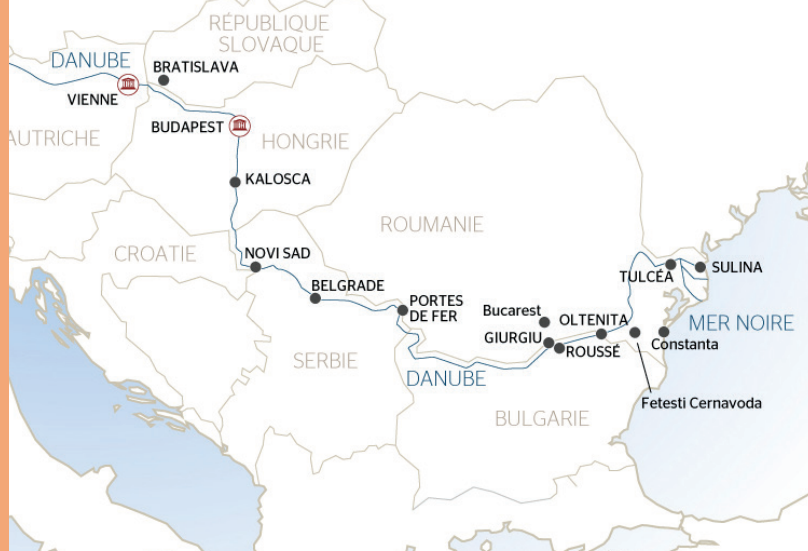 RÉPUBLIQUE
SLOVAQUE
DANUBE
BRATISLAVA
VIENNE
BUDAPEST
AUTRICHE
HONGRIE
KALOSCA
ROUMANIE
CROATIE
NOVI SAD
BELGRADE
TULCÉA
SULINA
PORTES
DE FER
Bucarest
OLTENITA
MER NOIRE
GIURGIU
ROUSSÉ
Constanta
SERBIE
DANUBE
Fetesti Cernavoda
BULGARIE